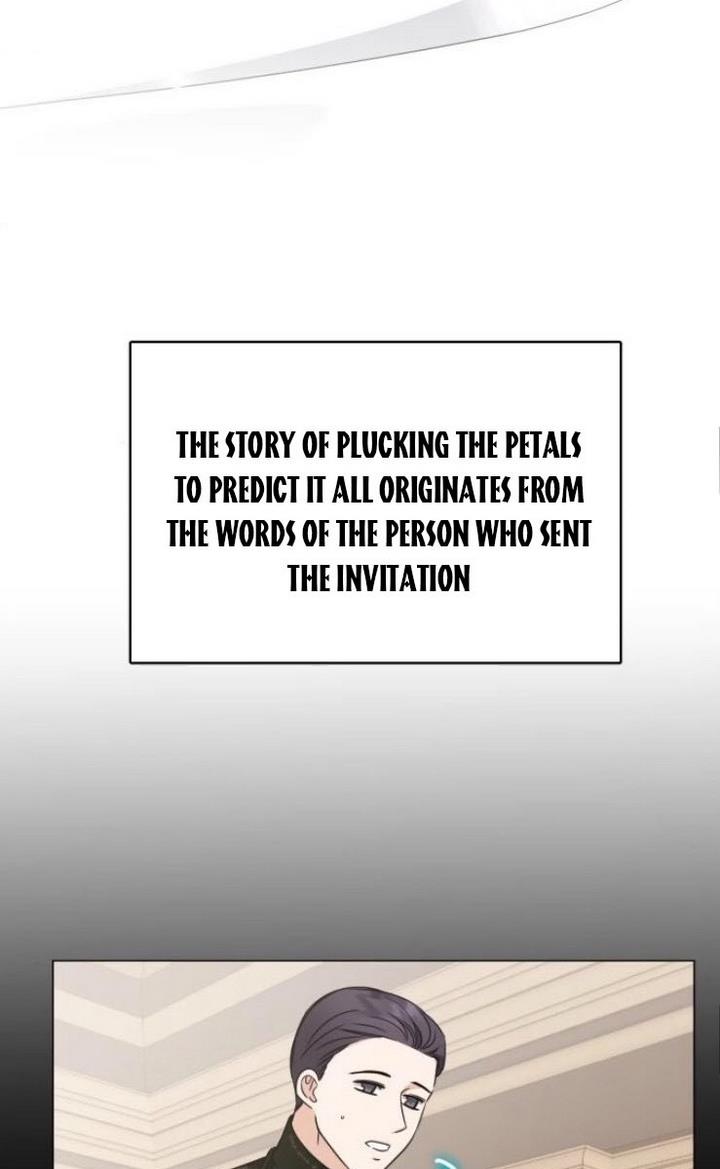 THE STORY OF PLUCKING THE PETALS
TO PREDICT IT ALL ORIGINATES FROM
THE WORDS OF THE PERSON WHO SENT
THE INVITATION